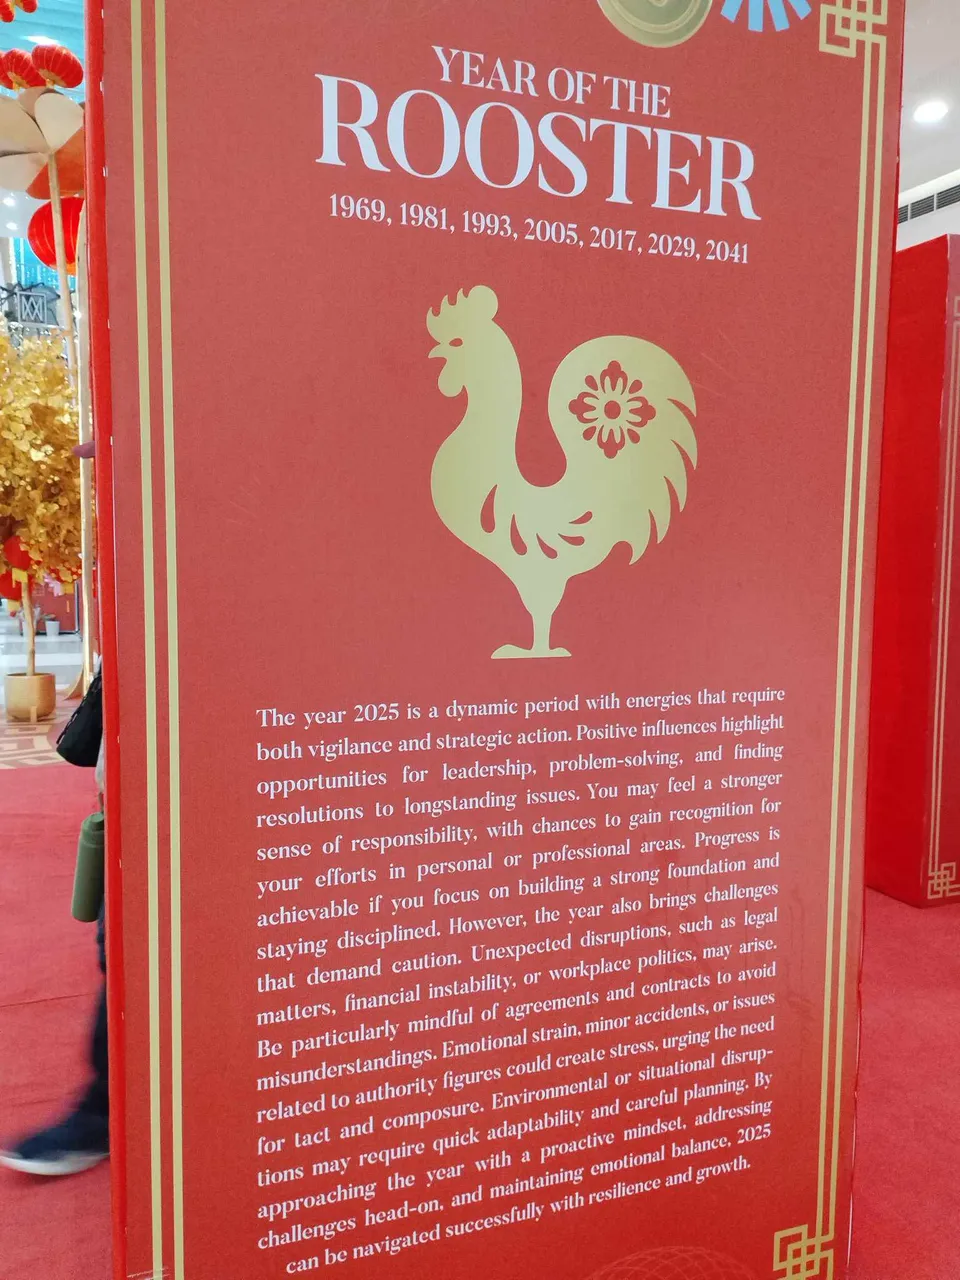 YEAR OF THE
ROOSTER
1969, 1981, 1993, 2005, 2017, 2029, 2041
The year 2025 is a dynamic period with energies that require
both vigilance and strategic action. Positive influences highlight
opportunities for leadership, problem-solving, and finding
resolutions to longstanding issues. You may feel a stronger
sense of responsibility, with chances to gain recognition for
your efforts in personal or professional areas. Progress is
achievable if you focus on building a strong foundation and
staying disciplined. However, the year also brings challenges
that demand caution. Unexpected disruptions, such as legal
matters, financial instability, or workplace politics, may arise.
Be particularly mindful of agreements and contracts to avoid
misunderstandings. Emotional strain, minor accidents, or issues
related to authority figures could create stress, urging the need
for tact and composure. Environmental or situational disrup-
tions may require quick adaptability and careful planning. By
approaching the year with a proactive mindset, addressing
challenges head-on, and maintaining emotional balance, 2025
can be navigated successfully with resilience and growth.